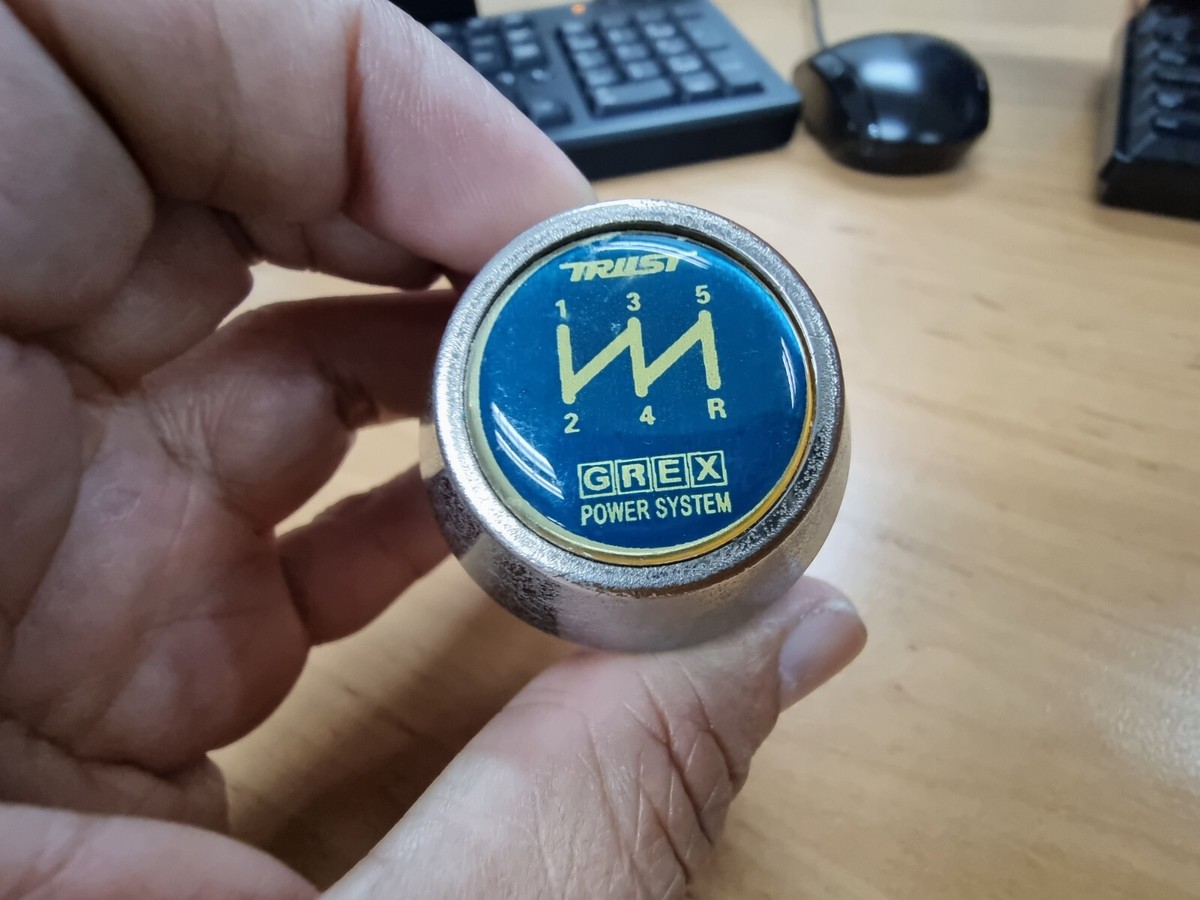 TRUST
1 3 5
2 4 R
GREX
POWER SYSTEM